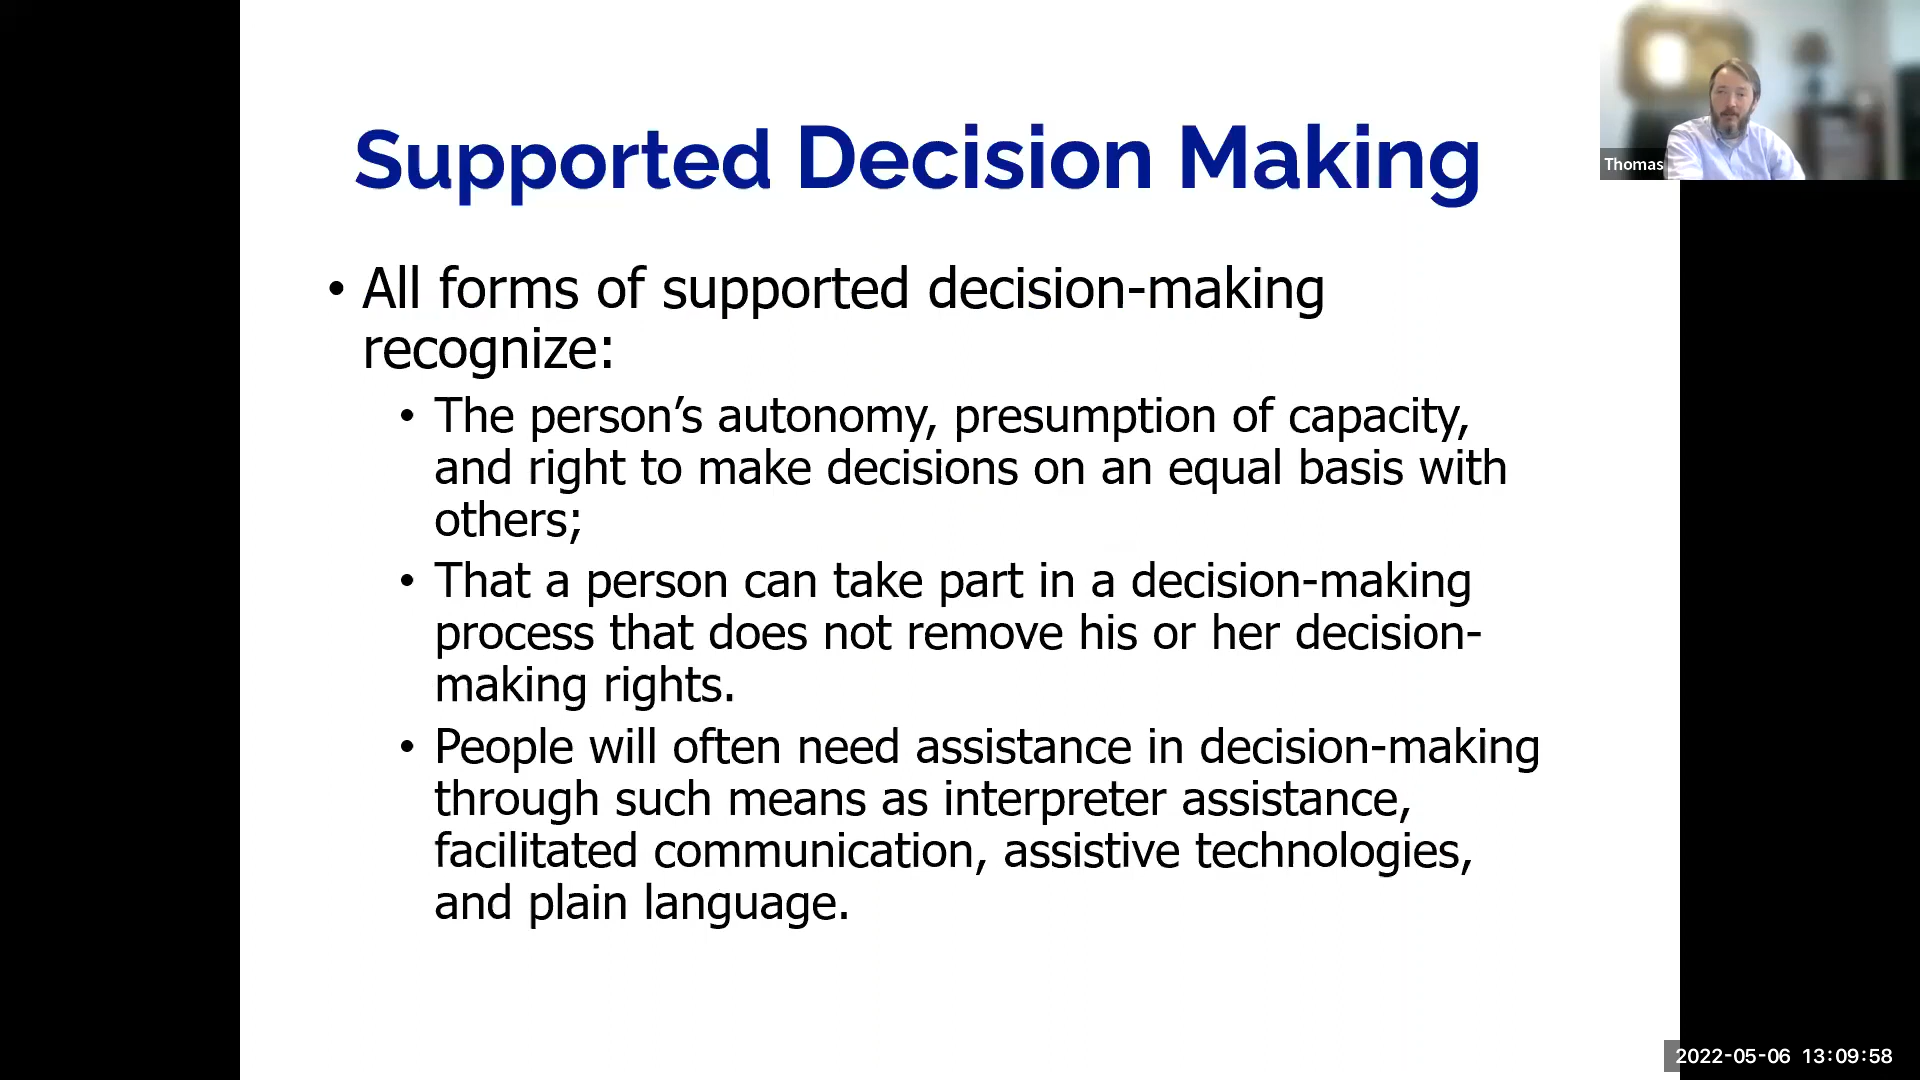 Supported Decision Making
• All forms of supported decision-making
recognize:
• The person’s autonomy, presumption of capacity,
and right to make decisions on an equal basis with
others;
• That a person can take part in a decision-making
process that does not remove his or her decision-
making rights.
• People will often need assistance in decision-making
through such means as interpreter assistance,
facilitated communication, assistive technologies,
and plain language.
Thomas
2022-05-06 13:09:58